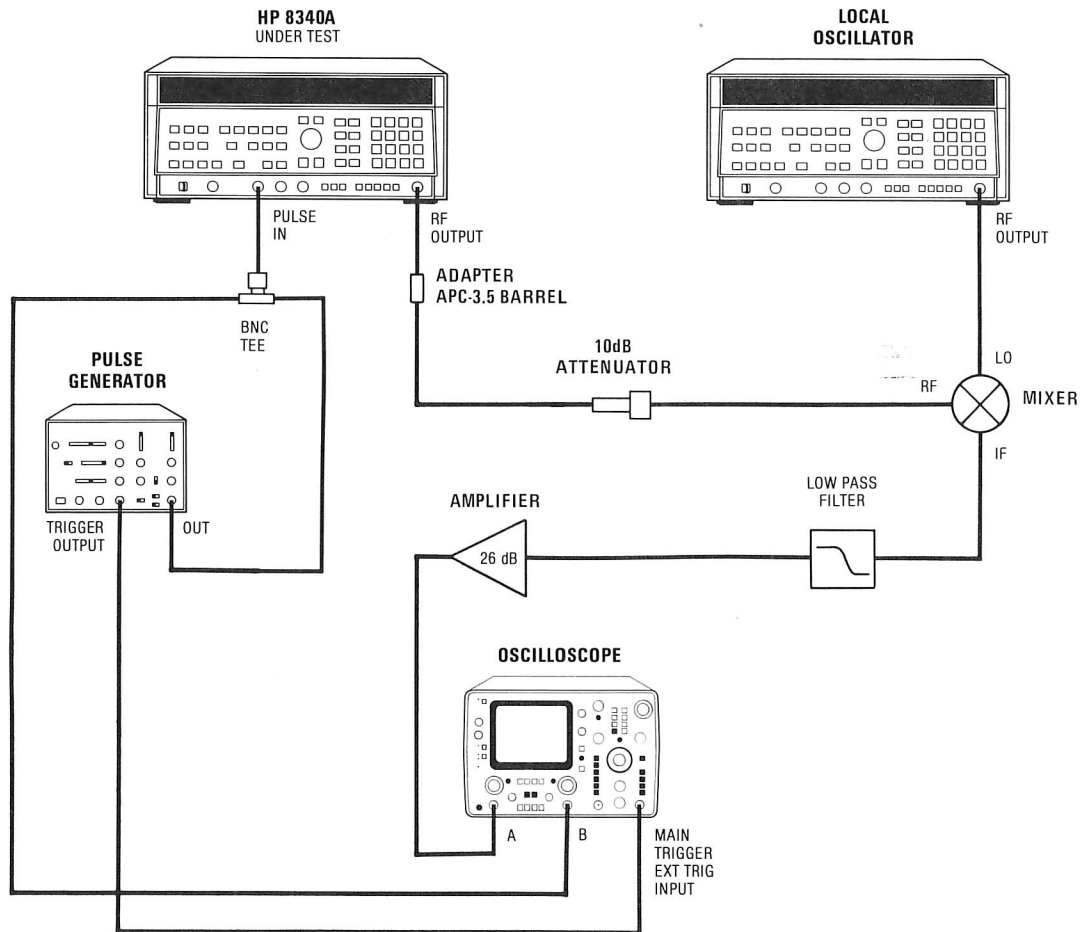 HP 8340A
UNDER TEST
LOCAL
OSCILLATOR
PULSE
IN
RF
OUTPUT
RF
OUTPUT
ADAPTER
APC-3.5 BARREL
BNC
TEE
PULSE
GENERATOR
10dB
ATTENUATOR
LO
RF
MIXER
IF
AMPLIFIER
LOW PASS
FILTER
TRIGGER
OUTPUT
OUT
26 dB
OSCILLOSCOPE
A
B
MAIN
TRIGGER
EXT TRIG
INPUT